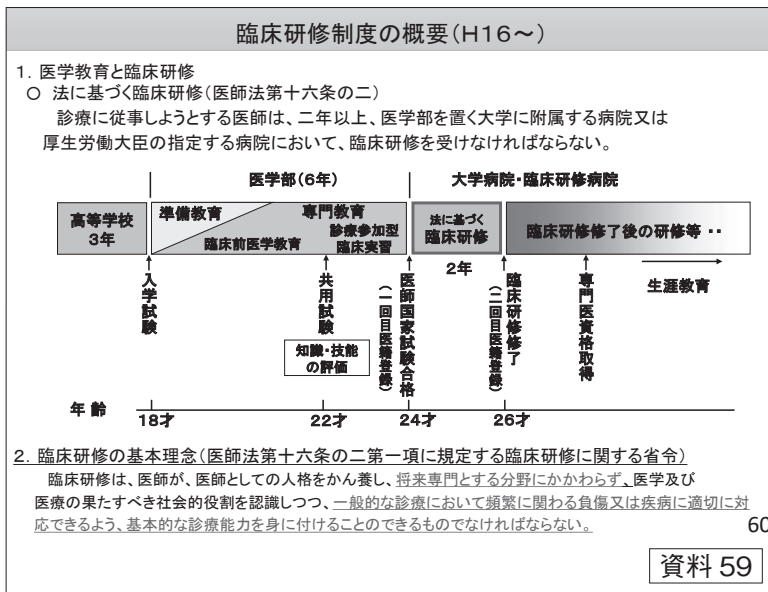 臨床研修制度の概要(H16～)
1. 医学教育と臨床研修
○ 法に基づく臨床研修(医師法第十六条の二)
診療に従事しようとする医師は、二年以上、医学部を置く大学に附属する病院又は
厚生労働大臣の指定する病院において、臨床研修を受けなければならない。
医学部(6年)
大学病院・臨床研修病院
高等学校
3年
準備教育
専門教育
臨床前医学教育
診療参加型
臨床実習
法に基づく
臨床研修
臨床研修修了後の研修等 ・・
2年
生涯教育
入学試験
共用試験
知識・技能
の評価
医師国家試験合格
(一回目医籍登録)
臨床研修修了
(二回目医籍登録)
専門医資格取得
年 齢
18才
22才
24才
26才
2. 臨床研修の基本理念(医師法第十六条の二第一項に規定する臨床研修に関する省令)
臨床研修は、医師が、医師としての人格をかん養し、将来専門とする分野にかかわらず、医学及び
医療の果たすべき社会的役割を認識しつつ、一般的な診療において頻繁に関わる負傷又は疾病に適切に対
応できるよう、基本的な診療能力を身に付けることのできるものでなければならない。
60
資料 59